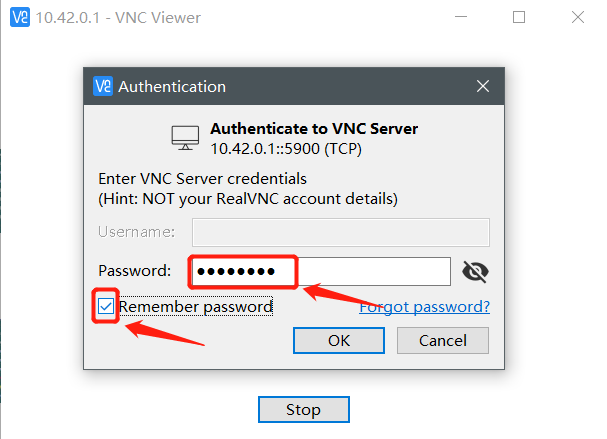 10.42.0.1 - VNC Viewer
Authentication
Authenticate to VNC Server
10.42.0.1::5900 (TCP)
Enter VNC Server credentials
(Hint: NOT your RealVNC account details)
Username:
Password: ●●●●●●●●
Remember password Forgot password?
OK Cancel
Stop